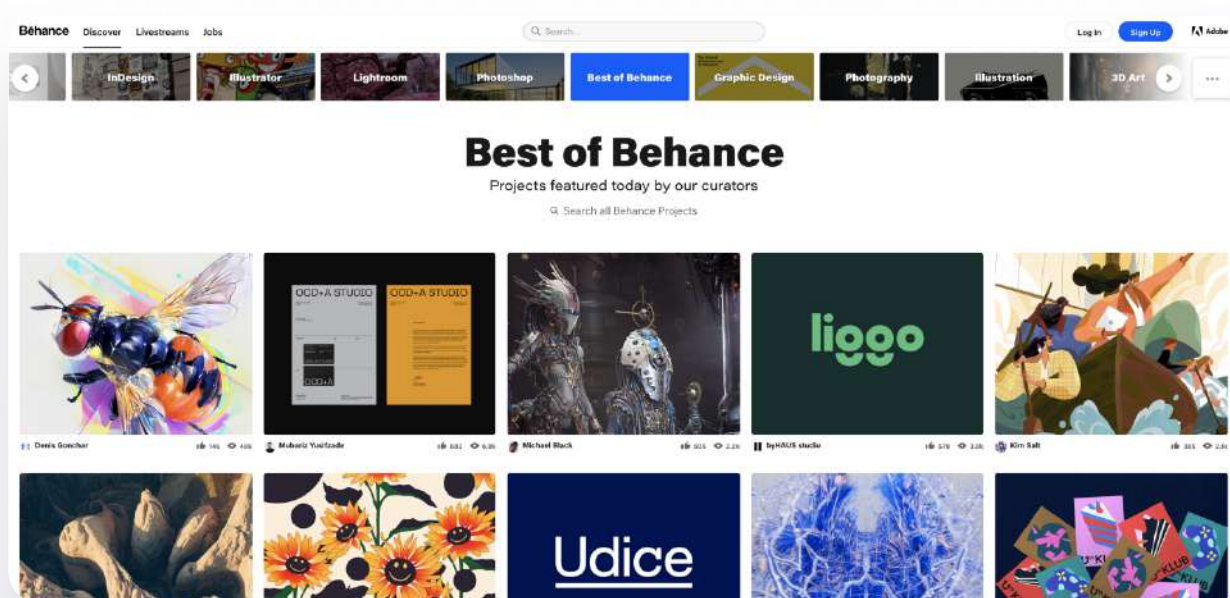 Bēhance Discover Livestreams Jobs Search... Log In Sign Up Adobe
InDesign Illustrator Lightroom Photoshop Best of Behance Graphic Design Photography Illustration 3D Art
Best of Behance
Projects featured today by our curators
Search all Behance Projects
OCD+A STUDIO OCD+A STUDIO
OCD+A
liggo
Denis Gonchar Mubariz Yusifzade Michael Black byHAUS studio Kim Salt
Udice